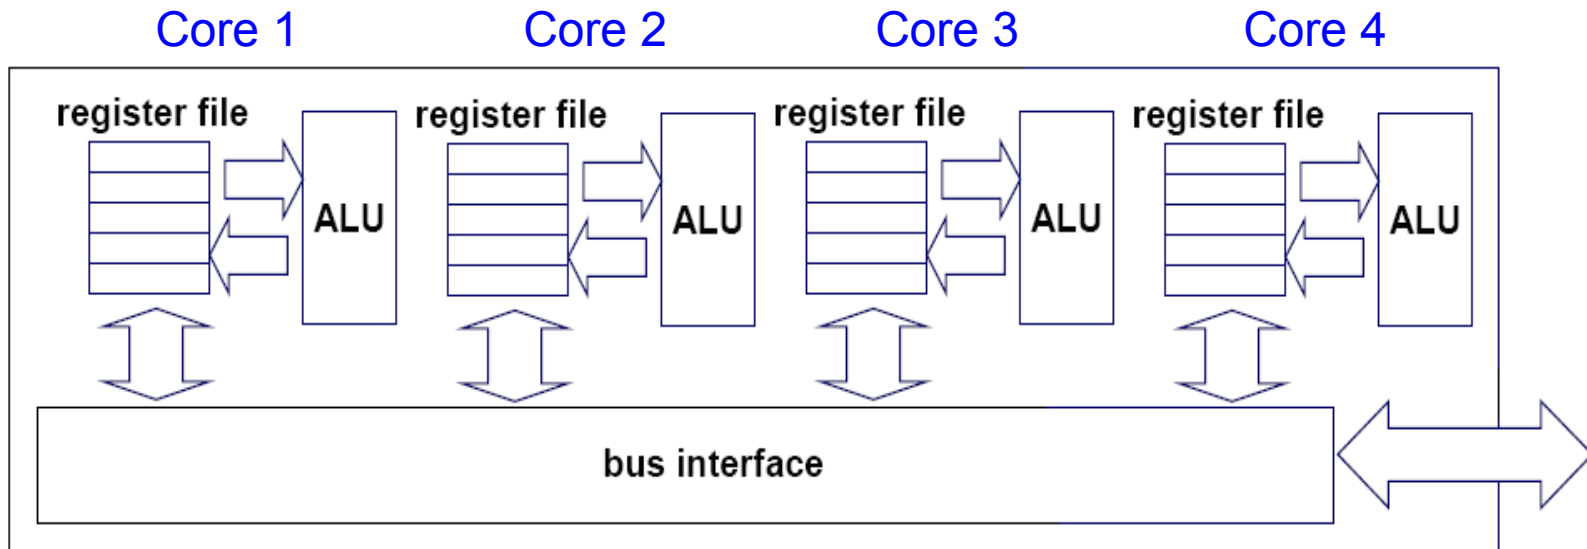 Core 1 Core 2 Core 3 Core 4
register file register file register file register file
ALU ALU ALU ALU
bus interface